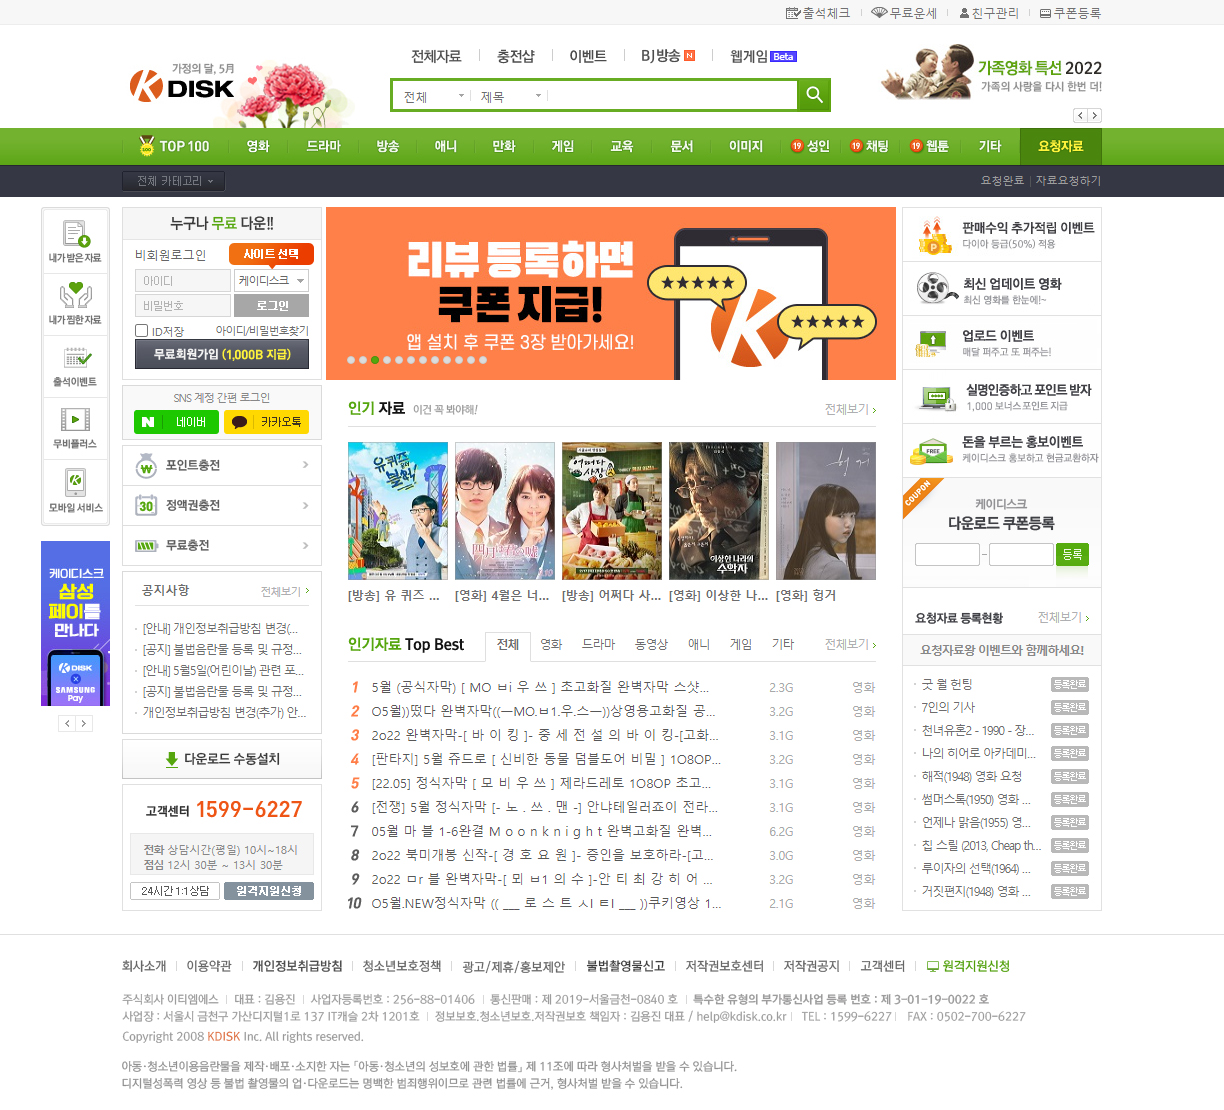 출석체크 무료운세 친구관리 쿠폰등록
가정의 달, 5月
KDISK
전체자료 충전샵 이벤트 BJ방송 N 웹게임 Beta
전체 제목
가족영화 특선 2022
가족의 사랑을 다시 한번 더!
TOP 100 영화 드라마 방송 애니 만화 게임 교육 문서 이미지 19 성인 19 채팅 19 웹툰 기타 요청자료
전체 카테고리
요청완료 | 자료요청하기
내가 받은 자료
내가 찜한 자료
출석이벤트
무비플러스
모바일 서비스
케이디스크
삼성
페이를
만나다
KDISK
×
SAMSUNG
Pay
누구나 무료 다운!!
비회원로그인 사이트 선택
아이디 케이디스크
비밀번호 로그인
ID저장 아이디/비밀번호찾기
무료회원가입 (1,000B 지급)
SNS 계정 간편 로그인
N 네이버 카카오톡
포인트충전
30 정액권충전
무료충전
공지사항 전체보기
[안내] 개인정보취급방침 변경(...
[공지] 불법음란물 등록 및 규정...
[안내] 5월5일(어린이날) 관련 포...
[공지] 불법음란물 등록 및 규정...
개인정보취급방침 변경(추가) 안...
다운로드 수동설치
고객센터 1599-6227
전화 상담시간(평일) 10시~18시
점심 12시 30분 ~ 13시 30분
24시간 1:1상담 원격지원신청
리뷰 등록하면
쿠폰 지급!
앱 설치 후 쿠폰 3장 받아가세요!
인기 자료 이건 꼭 봐야해! 전체보기
유퀴즈 온더 블럭!
四月は君の嘘
어쩌다 사장
이상한 나라의 수학자
헝거
[방송] 유 퀴즈 ...
[영화] 4월은 너...
[방송] 어쩌다 사...
[영화] 이상한 나...
[영화] 헝거
인기자료 Top Best 전체 영화 드라마 동영상 애니 게임 기타 전체보기
1 5월 (공식자막) [ MO ㅂi 우 쓰 ] 초고화질 완벽자막 스샷... 2.3G 영화
2 O5월))떴다 완벽자막((―MO.ㅂ1.우.스―))상영용고화질 공... 3.2G 영화
3 2o22 완벽자막-[ 바 이 킹 ]- 중 세 전 설 의 바 이 킹-[고화... 3.1G 영화
4 [판타지] 5월 쥬드로 [ 신비한 동물 덤블도어 비밀 ] 1O8OP... 3.2G 영화
5 [22.05] 정식자막 [ 모 비 우 쓰 ] 제라드레토 1O8OP 초고... 3.1G 영화
6 [전쟁] 5월 정식자막 [- 노 . 쓰 . 맨 -] 안냐테일러죠이 전라... 3.1G 영화
7 05월 마 블 1-6완결 M o o n k n i g h t 완벽고화질 완벽... 6.2G 영화
8 2o22 북미개봉 신작-[ 경 호 요 원 ]- 증인을 보호하라-[고... 3.0G 영화
9 2o22 ㅁr 블 완벽자막-[ 뫼 ㅂ1 의 수 ]-안 티 최 강 히 어 ... 3.2G 영화
10 O5월.NEW정식자막 (( ___ 로 스 트 ㅅI ㅌI ___ ))쿠키영상 1... 2.1G 영화
판매수익 추가적립 이벤트
다이아 등급(50%) 적용
최신 업데이트 영화
최신 영화를 한눈에!~
업로드 이벤트
매달 퍼주고 또 퍼주는!
실명인증하고 포인트 받자
1,000 보너스 포인트 지급
돈을 부르는 홍보이벤트
케이디스크 홍보하고 현금교환하자
FREE
COUPON
케이디스크
다운로드 쿠폰등록
- 등록
요청자료 등록현황 전체보기
요청자료왕 이벤트와 함께하세요!
굿 윌 헌팅 등록완료
7인의 기사 등록완료
천녀유혼2 - 1990 - 장... 등록완료
나의 히어로 아카데미... 등록완료
해적(1948) 영화 요청 등록완료
썸머스톡(1950) 영화 ... 등록완료
언제나 맑음(1955) 영... 등록완료
칩 스릴 (2013, Cheap th... 등록완료
루이자의 선택(1964) ... 등록완료
거짓편지(1948) 영화 ... 등록완료
회사소개 이용약관 개인정보취급방침 청소년보호정책 광고/제휴/홍보제안 불법촬영물신고 저작권보호센터 저작권공지 고객센터 원격지원신청
주식회사 이티엠에스 | 대표 : 김용진 | 사업자등록번호 : 256-88-01406 | 통신판매 : 제 2019-서울금천-0840 호 | 특수한 유형의 부가통신사업 등록 번호 : 제 3-01-19-0022 호
사업장 : 서울시 금천구 가산디지털1로 137 IT캐슬 2차 1201호 | 정보보호.청소년보호.저작권보호 책임자 : 김용진 대표 / help@kdisk.co.kr | TEL : 1599-6227 | FAX : 0502-700-6227
Copyright 2008 KDISK Inc. All rights reserved.
아동·청소년이용음란물을 제작·배포·소지한 자는 「아동·청소년의 성보호에 관한 법률」 제 11조에 따라 형사처벌을 받을 수 있습니다.
디지털성폭력 영상 등 불법 촬영물의 업·다운로드는 명백한 범죄행위이므로 관련 법률에 근거, 형사처벌 받을 수 있습니다.